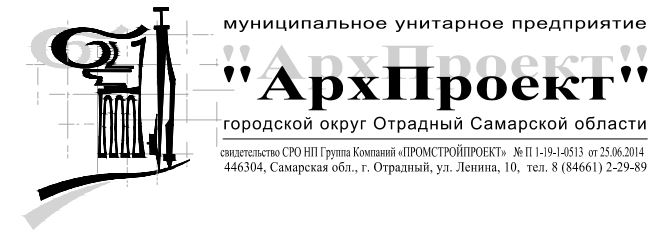 муниципальное унитарное предприятие
"АрхПроект"
городской округ Отрадный Самарской области
свидетельство СРО НП Группа Компаний «ПРОМСТРОЙПРОЕКТ» № П 1-19-1-0513 от 25.06.2014
446304, Самарская обл., г. Отрадный, ул. Ленина, 10, тел. 8 (84661) 2-29-89